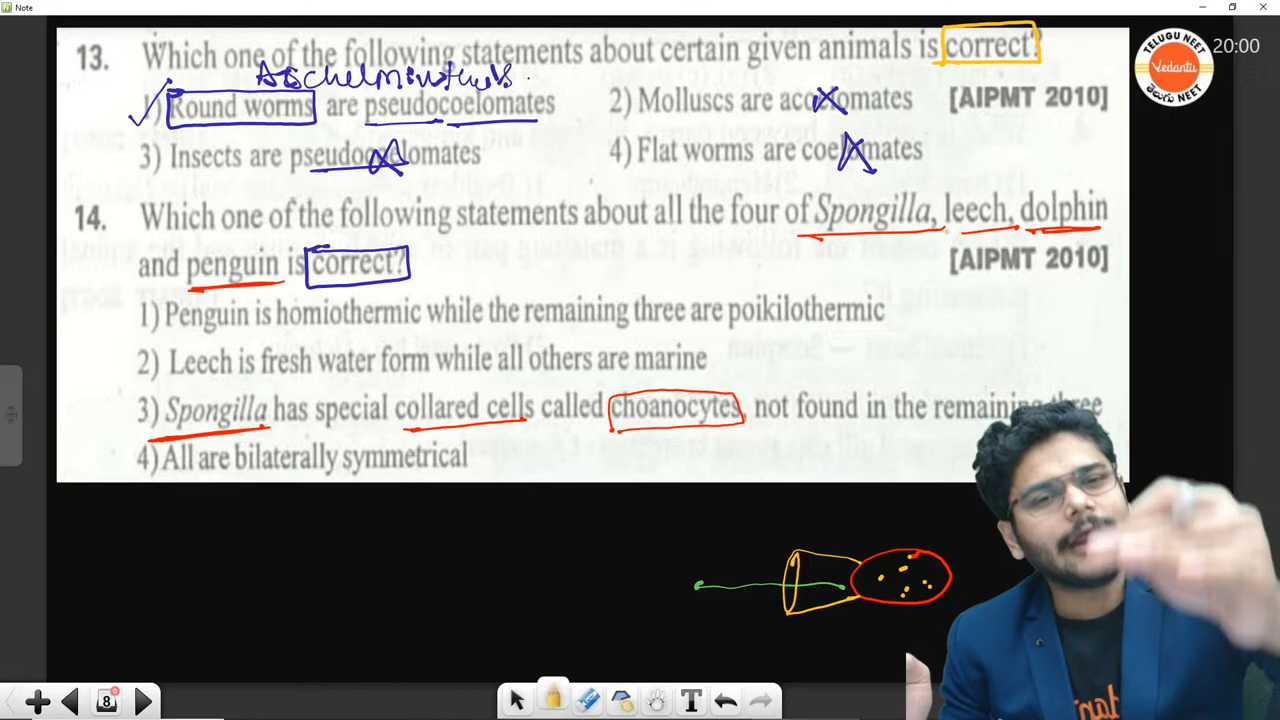 Note
13. Which one of the following statements about certain given animals is correct?
Aschelminthes
1) Round worms are pseudocoelomates 2) Molluscs are acoelomates [AIPMT 2010]
3) Insects are pseudocoelomates 4) Flat worms are coelomates
14. Which one of the following statements about all the four of Spongilla, leech, dolphin
and penguin is correct? [AIPMT 2010]
1) Penguin is homiothermic while the remaining three are poikilothermic
2) Leech is fresh water form while all others are marine
3) Spongilla has special collared cells called choanocytes, not found in the remaining three
4) All are bilaterally symmetrical
TELUGU NEET
Vedantu
తెలుగు NEET
20:00
8
0
T